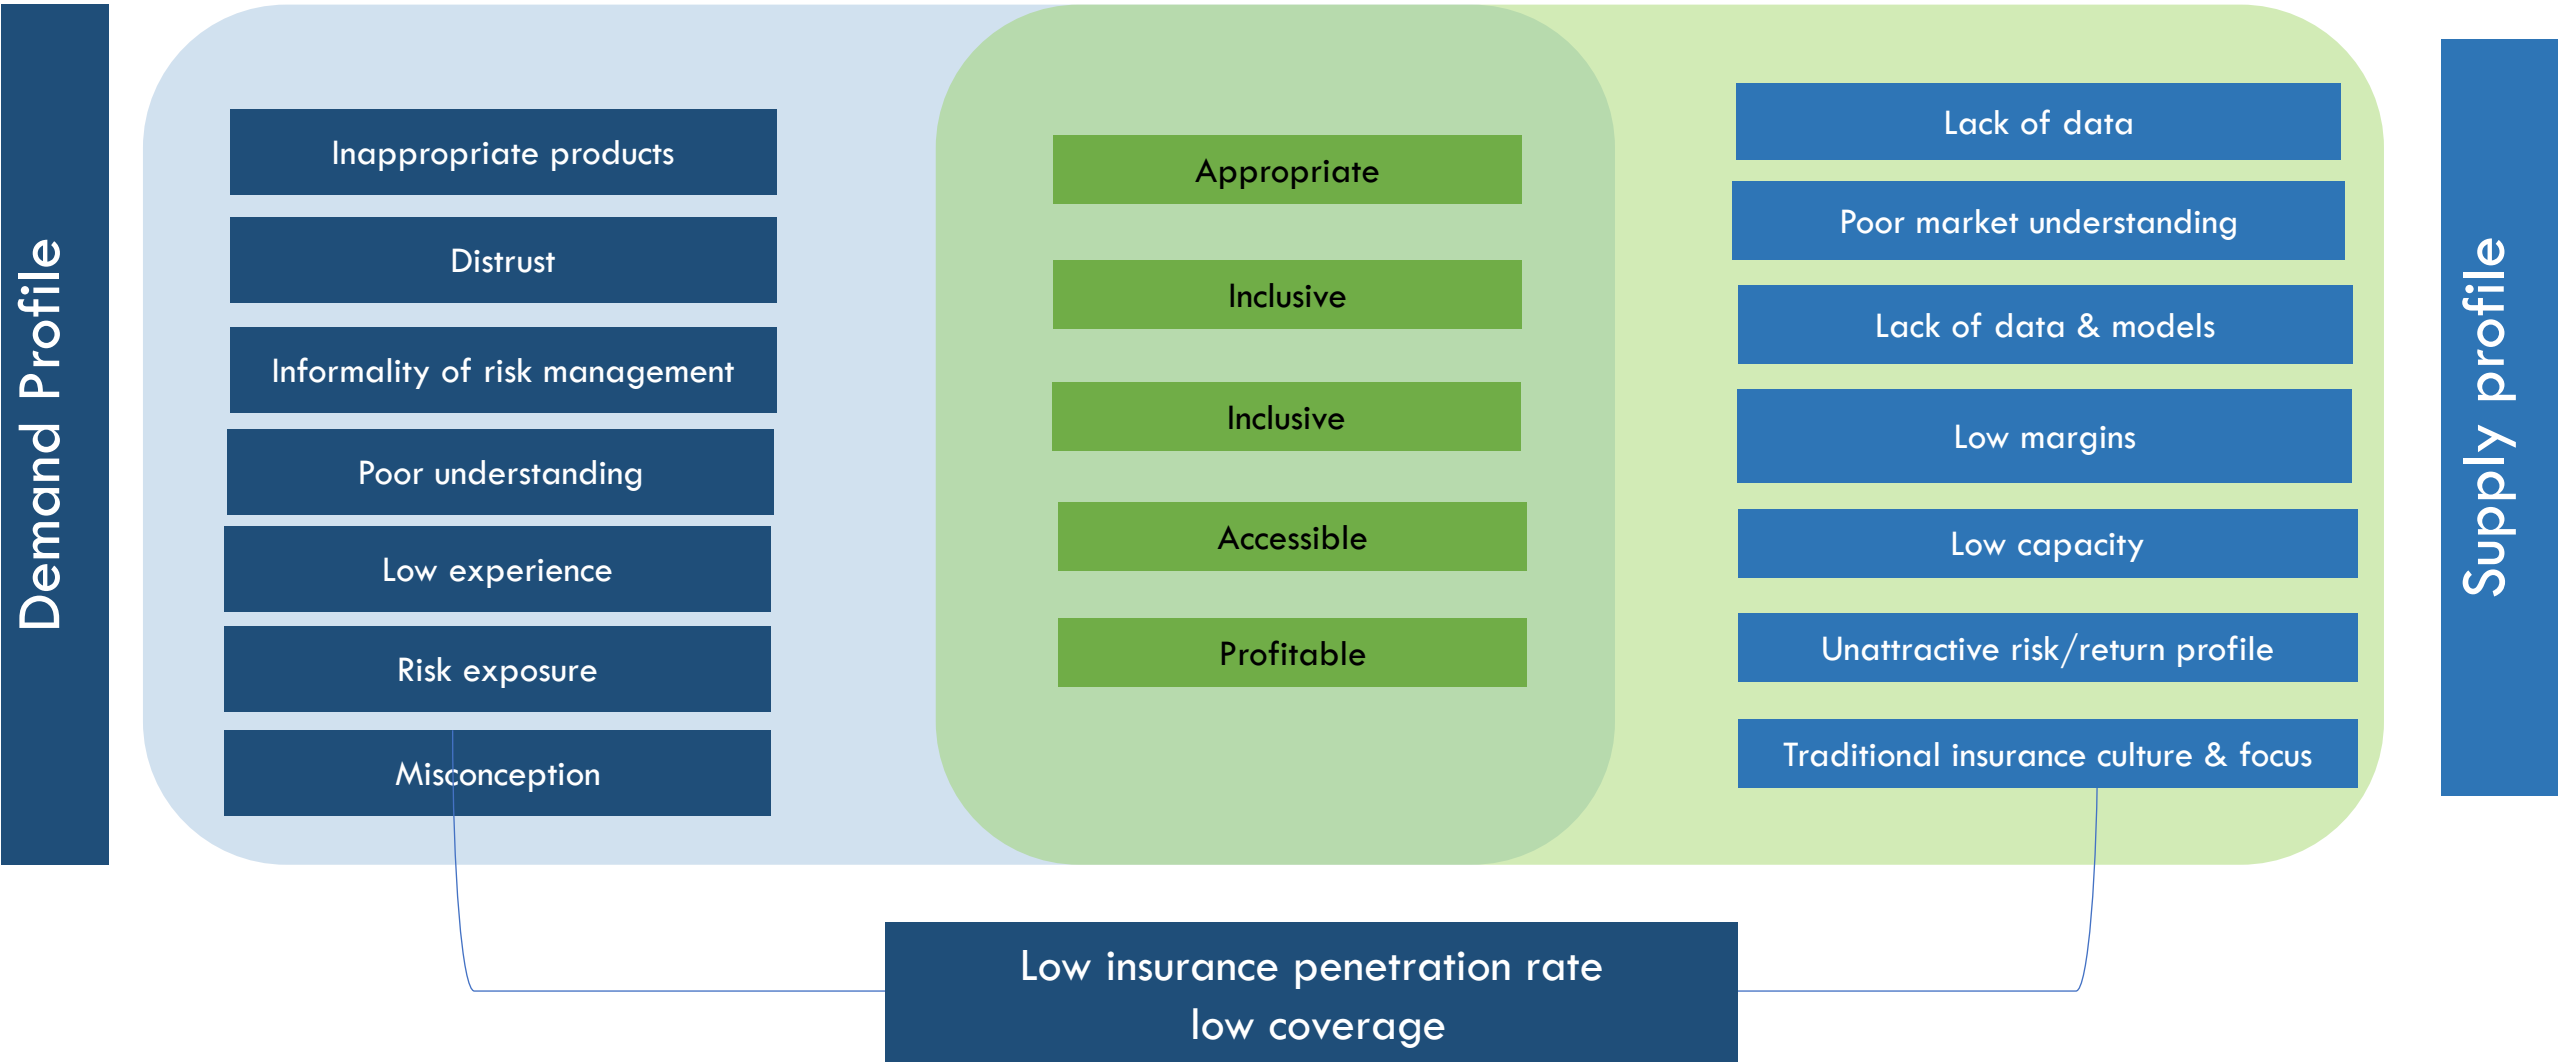 Demand Profile
Inappropriate products
Distrust
Informality of risk management
Poor understanding
Low experience
Risk exposure
Misconception
Appropriate
Inclusive
Inclusive
Accessible
Profitable
Lack of data
Poor market understanding
Lack of data & models
Low margins
Low capacity
Unattractive risk/return profile
Traditional insurance culture & focus
Supply profile
Low insurance penetration rate
low coverage